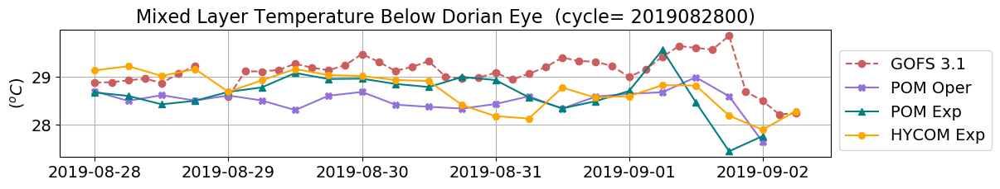 Mixed Layer Temperature Below Dorian Eye  (cycle= 2019082800)
(°C)
29
28
2019-08-28
2019-08-29
2019-08-30
2019-08-31
2019-09-01
2019-09-02
GOFS 3.1
POM Oper
POM Exp
HYCOM Exp